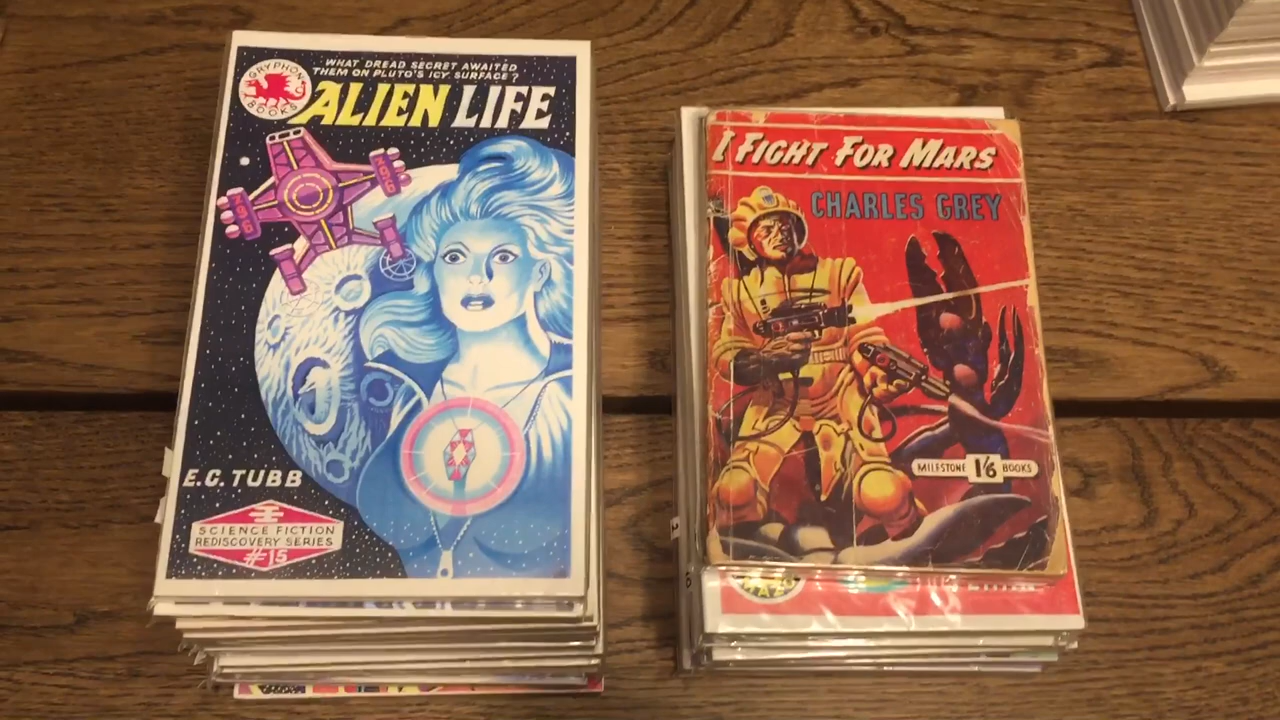 GRYPHON BOOKS
WHAT DREAD SECRET AWAITED
THEM ON PLUTO'S ICY SURFACE?
ALIEN LIFE
E.C. TUBB
SCIENCE FICTION
REDISCOVERY SERIES
#15
I FIGHT FOR MARS
CHARLES GREY
MILESTONE 1'6 BOOKS